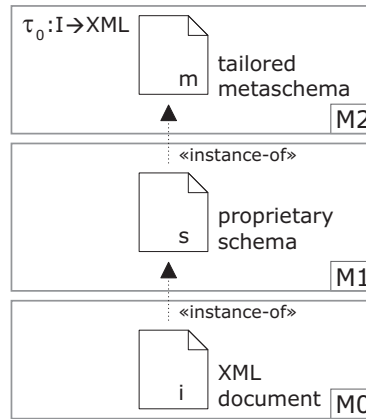 τ₀:I→XML
m
tailored
metaschema
M2
«instance-of»
s
proprietary
schema
M1
«instance-of»
i
XML
document
M0